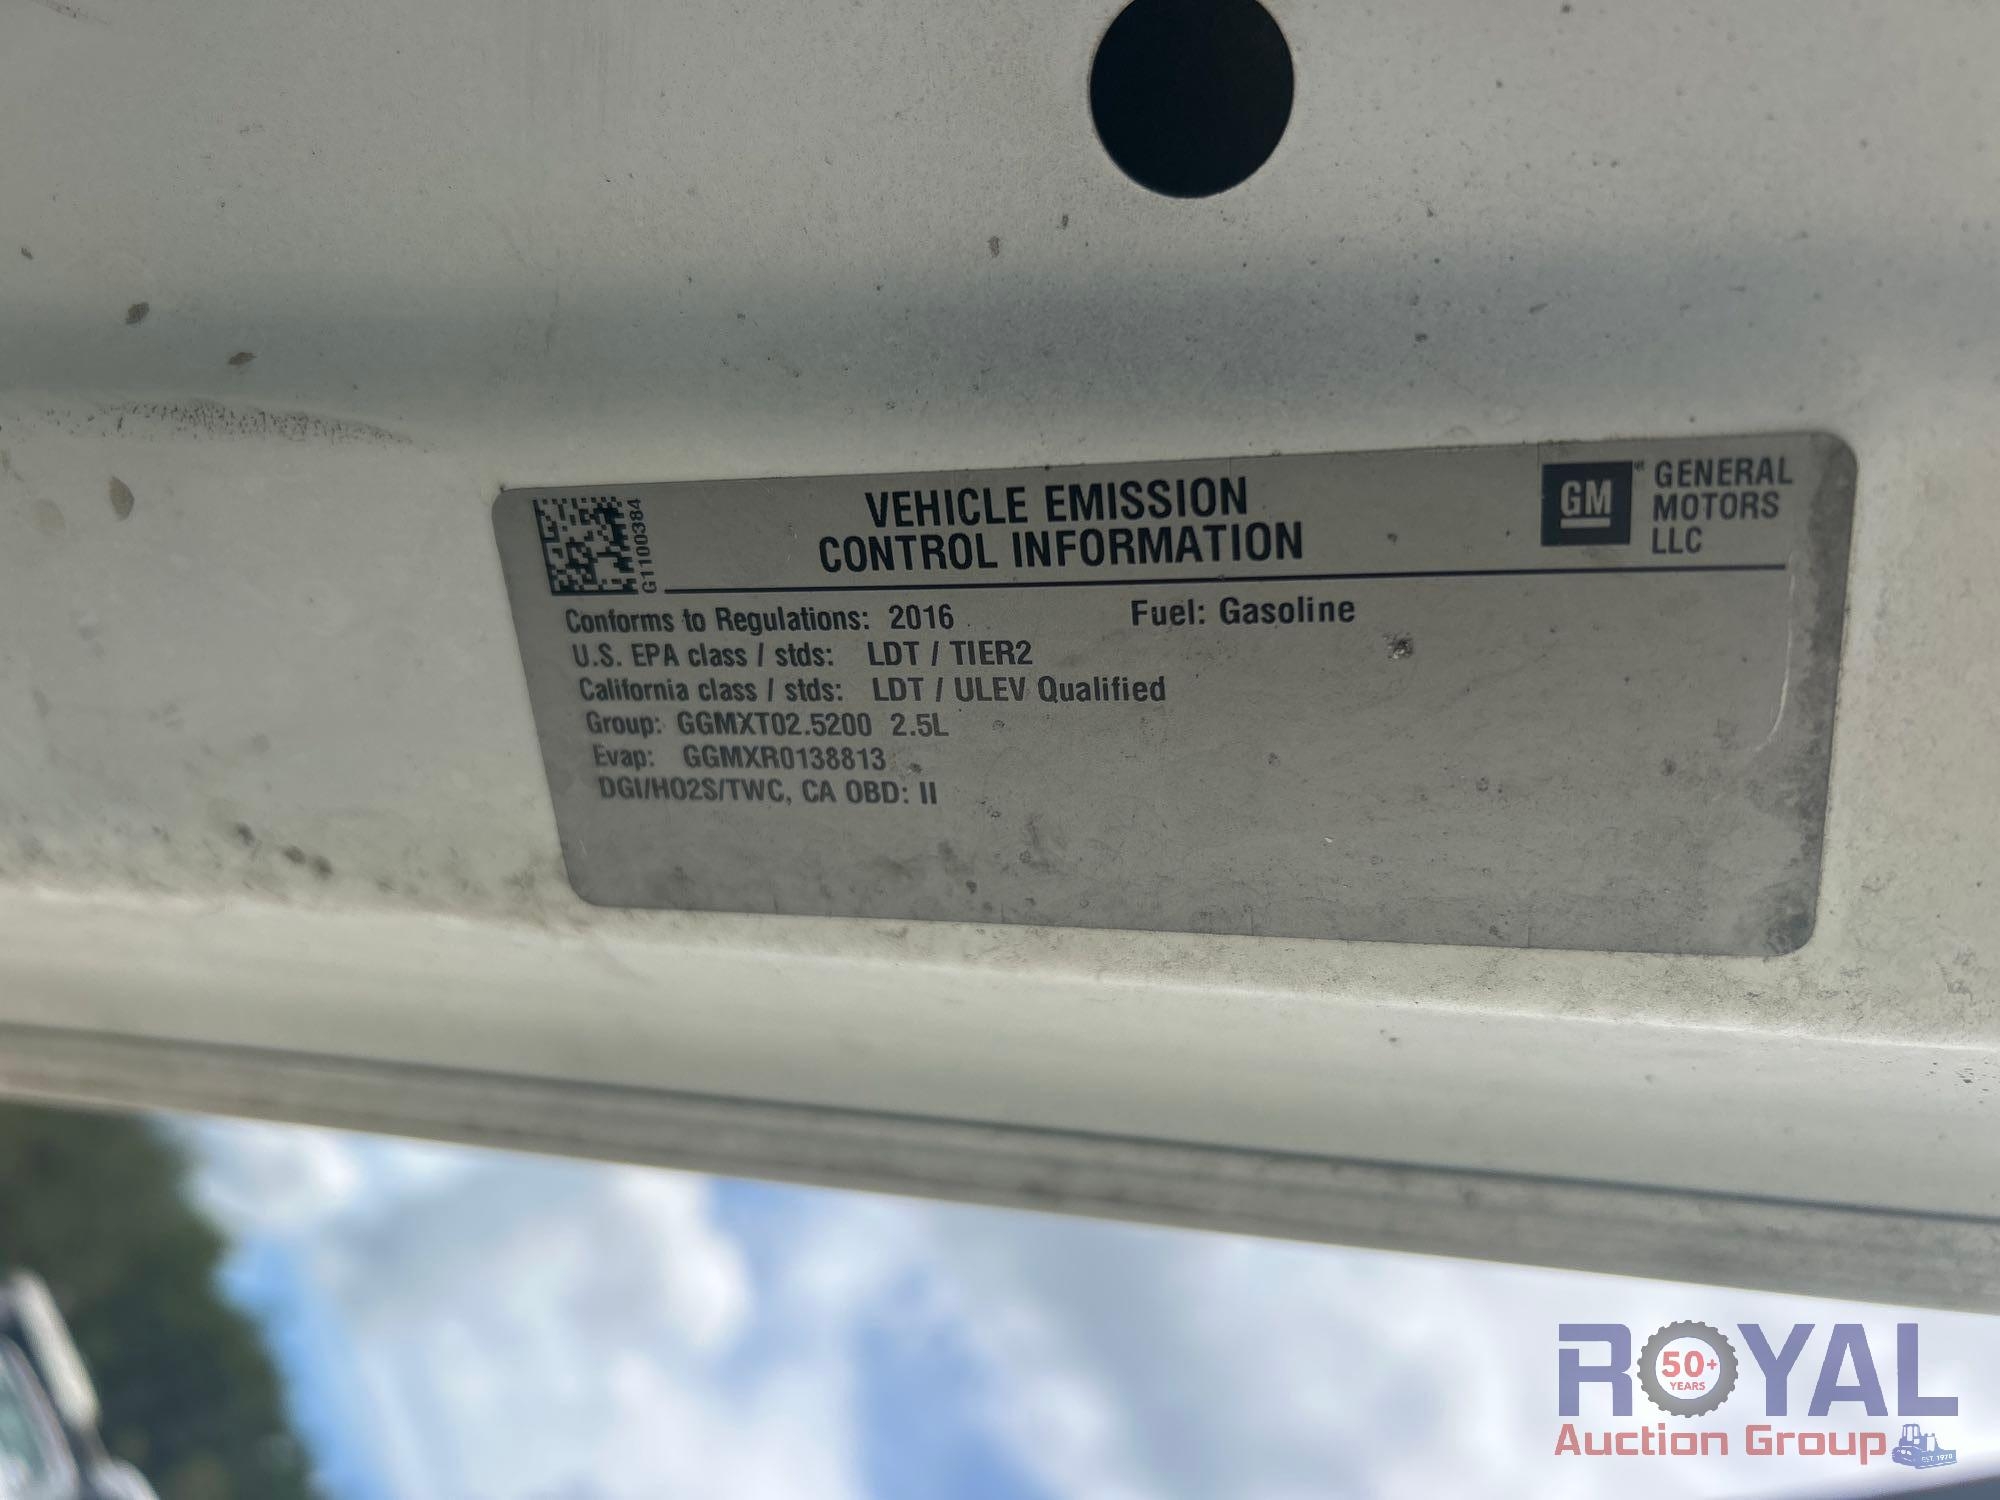 G1100384
VEHICLE EMISSION
CONTROL INFORMATION
GM
GENERAL
MOTORS
LLC
Conforms to Regulations: 2016 Fuel: Gasoline
U.S. EPA class / stds: LDT / TIER2
California class / stds: LDT / ULEV Qualified
Group: GGMXT02.5200 2.5L
Evap: GGMXR0138813
DGI/HO2S/TWC, CA OBD: II
ROYAL
50+
YEARS
Auction Group
EST. 1970